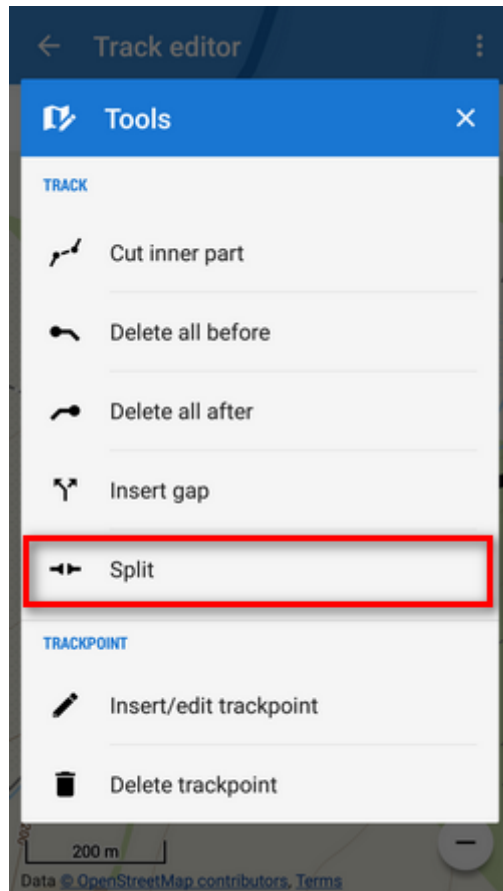 Track editor
Tools
TRACK
Cut inner part
Delete all before
Delete all after
Insert gap
Split
TRACKPOINT
Insert/edit trackpoint
Delete trackpoint
200
200 m
Data © OpenStreetMap contributors, Terms